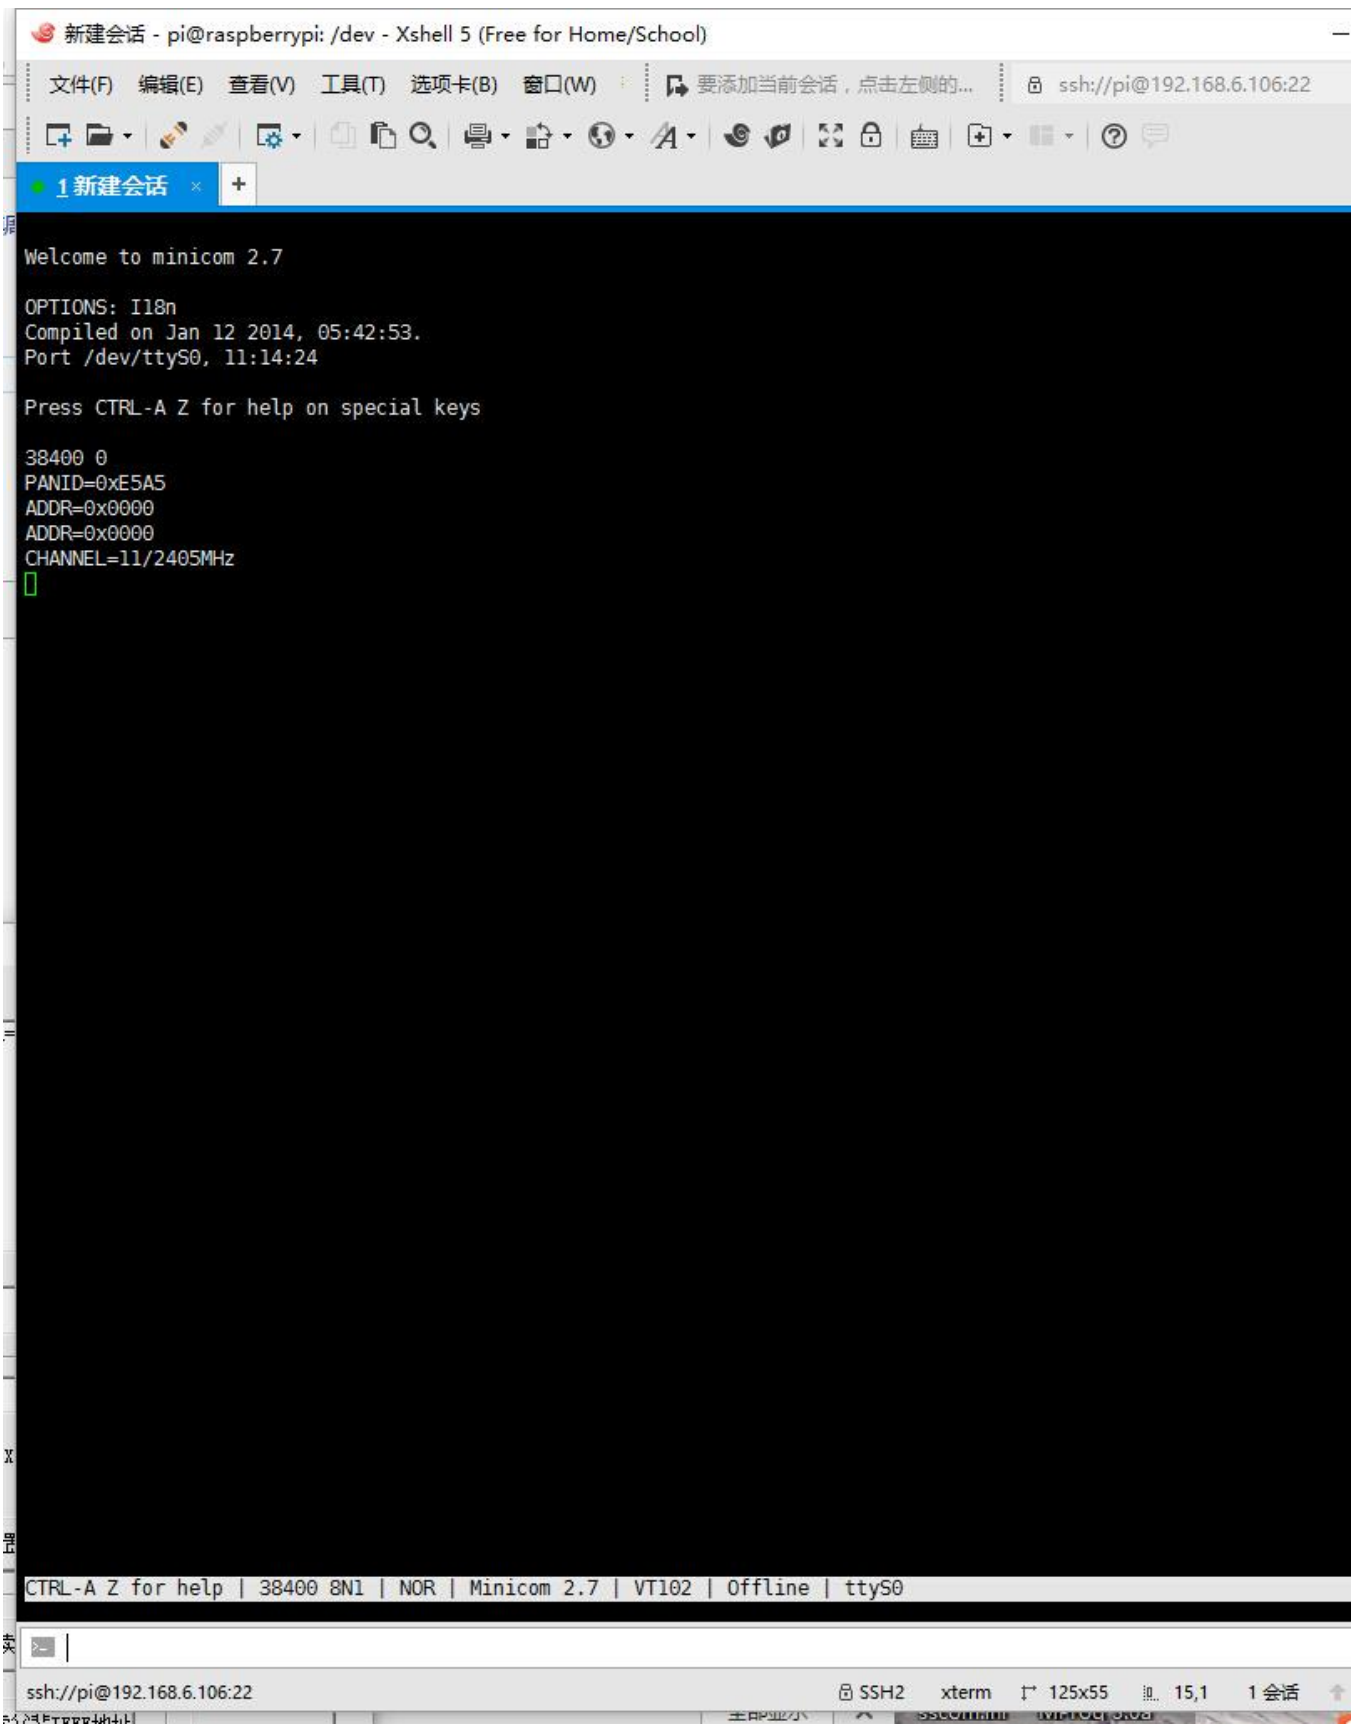 新建会话 - pi@raspberrypi: /dev - Xshell 5 (Free for Home/School)
文件(F) 编辑(E) 查看(V) 工具(T) 选项卡(B) 窗口(W) 要添加当前会话，点击左侧的... ssh://pi@192.168.6.106:22
1 新建会话 × +
Welcome to minicom 2.7
OPTIONS: I18n
Compiled on Jan 12 2014, 05:42:53.
Port /dev/ttyS0, 11:14:24
Press CTRL-A Z for help on special keys
38400 0
PANID=0xE5A5
ADDR=0x0000
ADDR=0x0000
CHANNEL=11/2405MHz
CTRL-A Z for help | 38400 8N1 | NOR | Minicom 2.7 | VT102 | Offline | ttyS0
ssh://pi@192.168.6.106:22 SSH2 xterm 125x55 15,1 1 会话